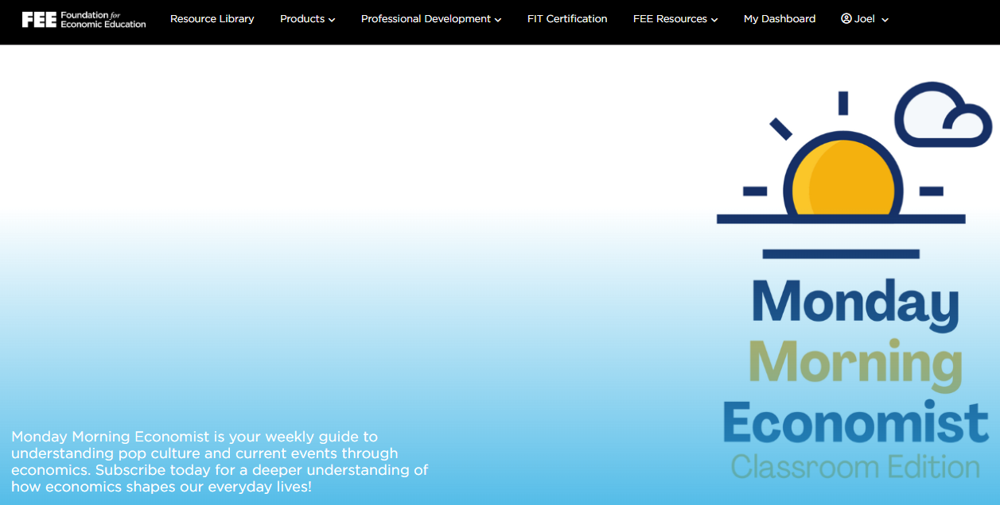 FEE Foundation for
Economic Education
Resource Library
Products
Professional Development
FIT Certification
FEE Resources
My Dashboard
Joel
Monday
Morning
Economist
Classroom Edition
Monday Morning Economist is your weekly guide to
understanding pop culture and current events through
economics. Subscribe today for a deeper understanding of
how economics shapes our everyday lives!